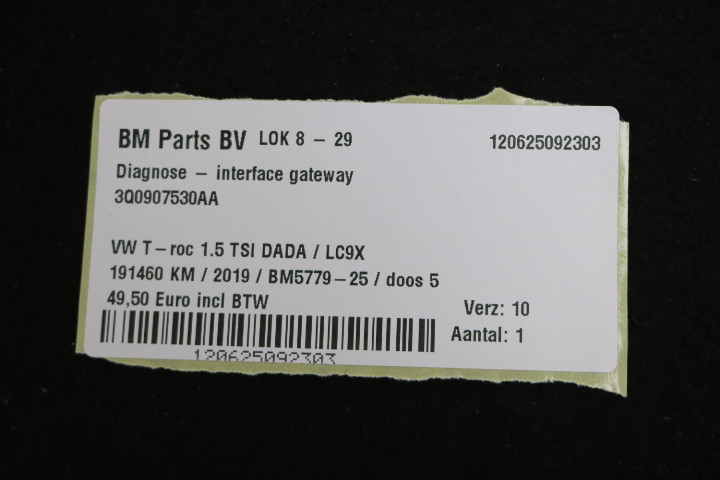 BM Parts BV LOK 8 – 29 120625092303
Diagnose – interface gateway
3Q0907530AA
VW T-roc 1.5 TSI DADA / LC9X
191460 KM / 2019 / BM5779-25 / doos 5
49,50 Euro incl BTW Verz: 10
Aantal: 1
120625092303